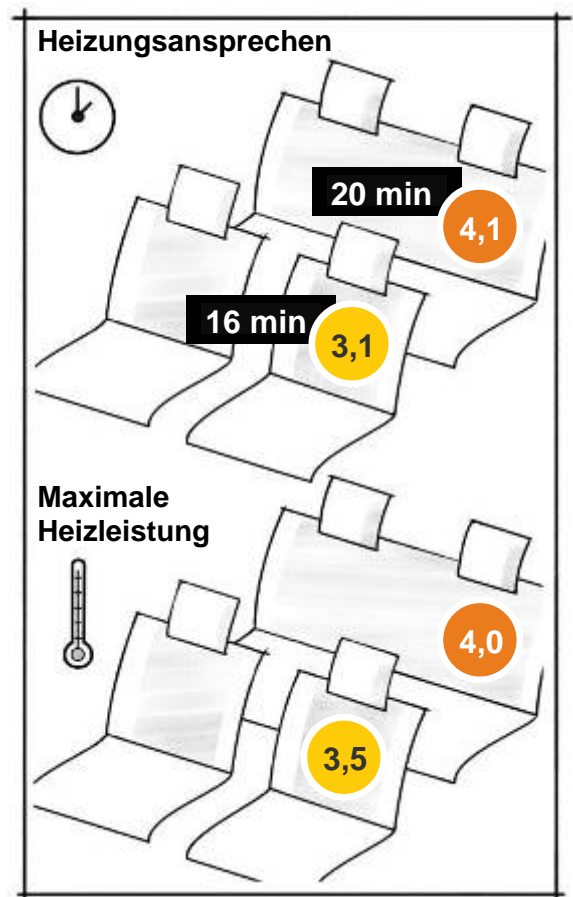 Heizungsansprechen
20 min
4,1
16 min
3,1
Maximale
Heizleistung
4,0
3,5